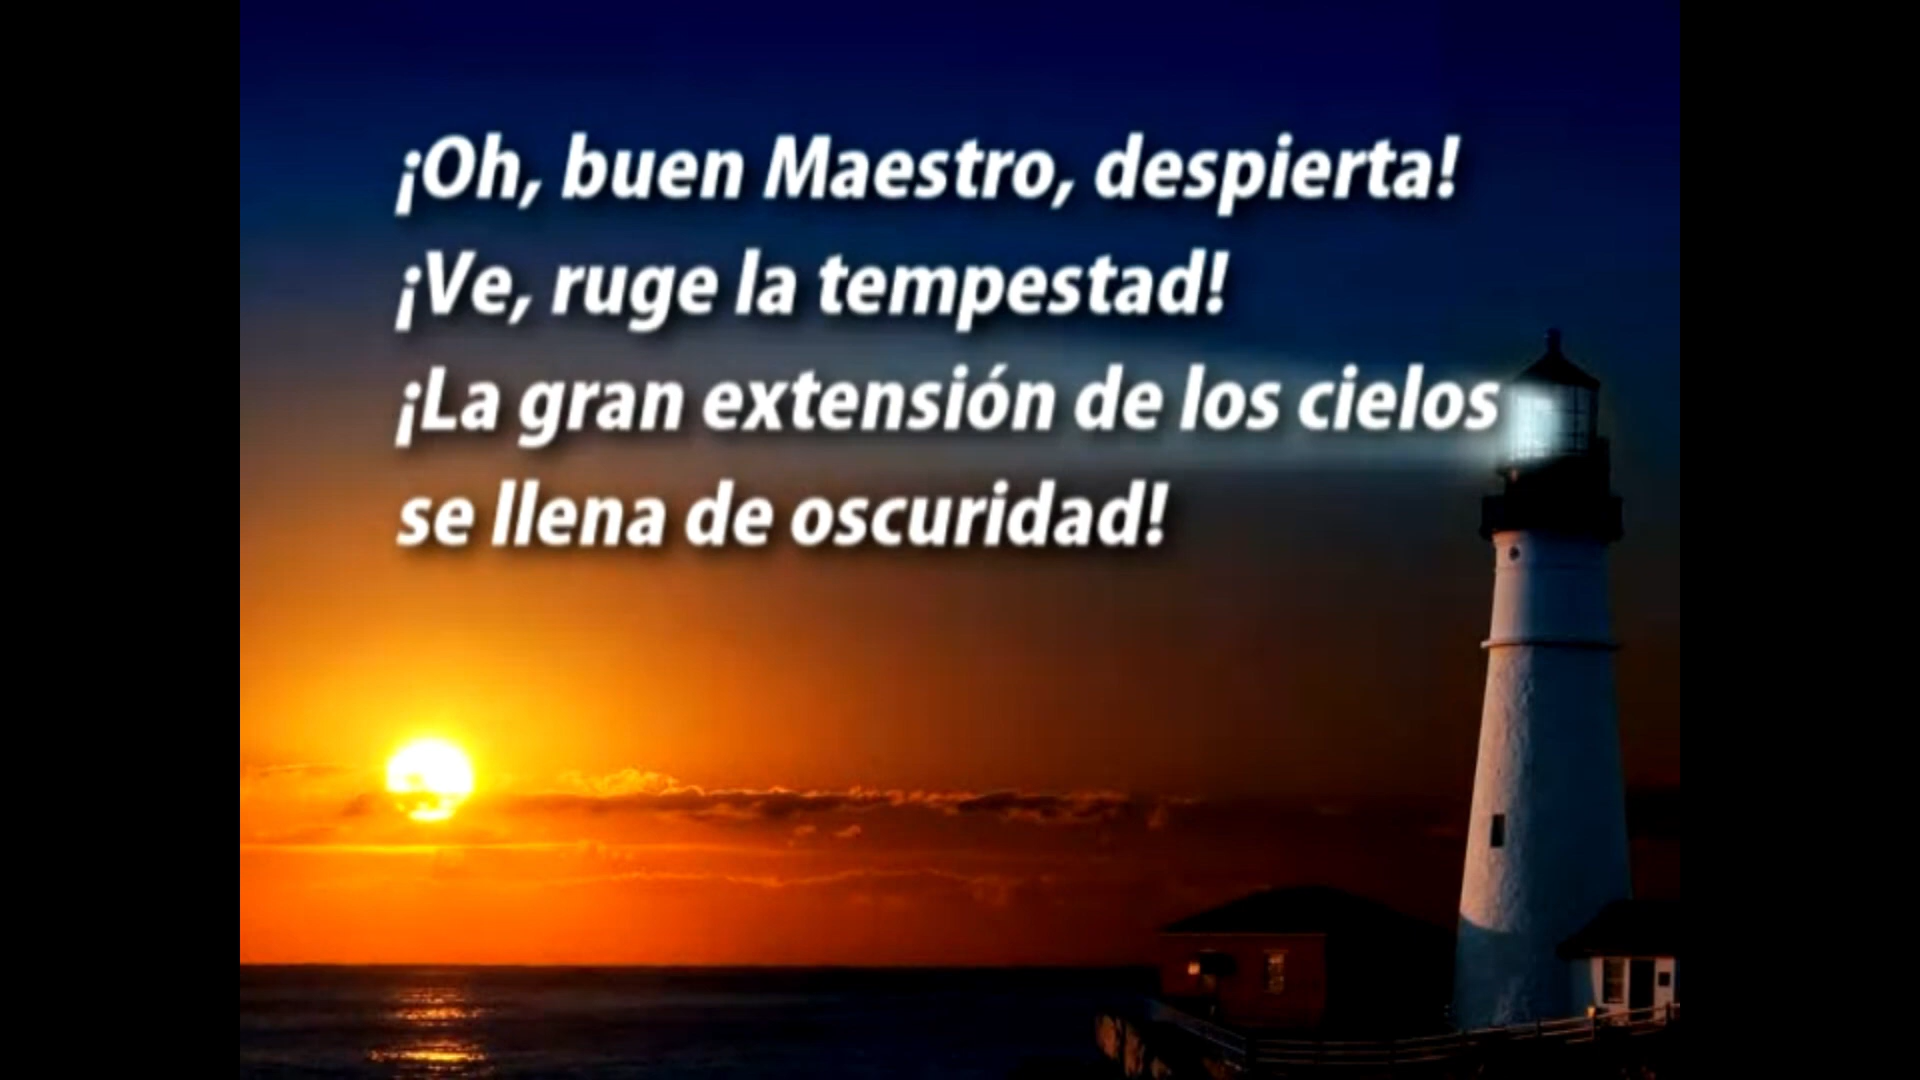 ¡Oh, buen Maestro, despierta!
¡Ve, ruge la tempestad!
¡La gran extensión de los cielos
se llena de oscuridad!